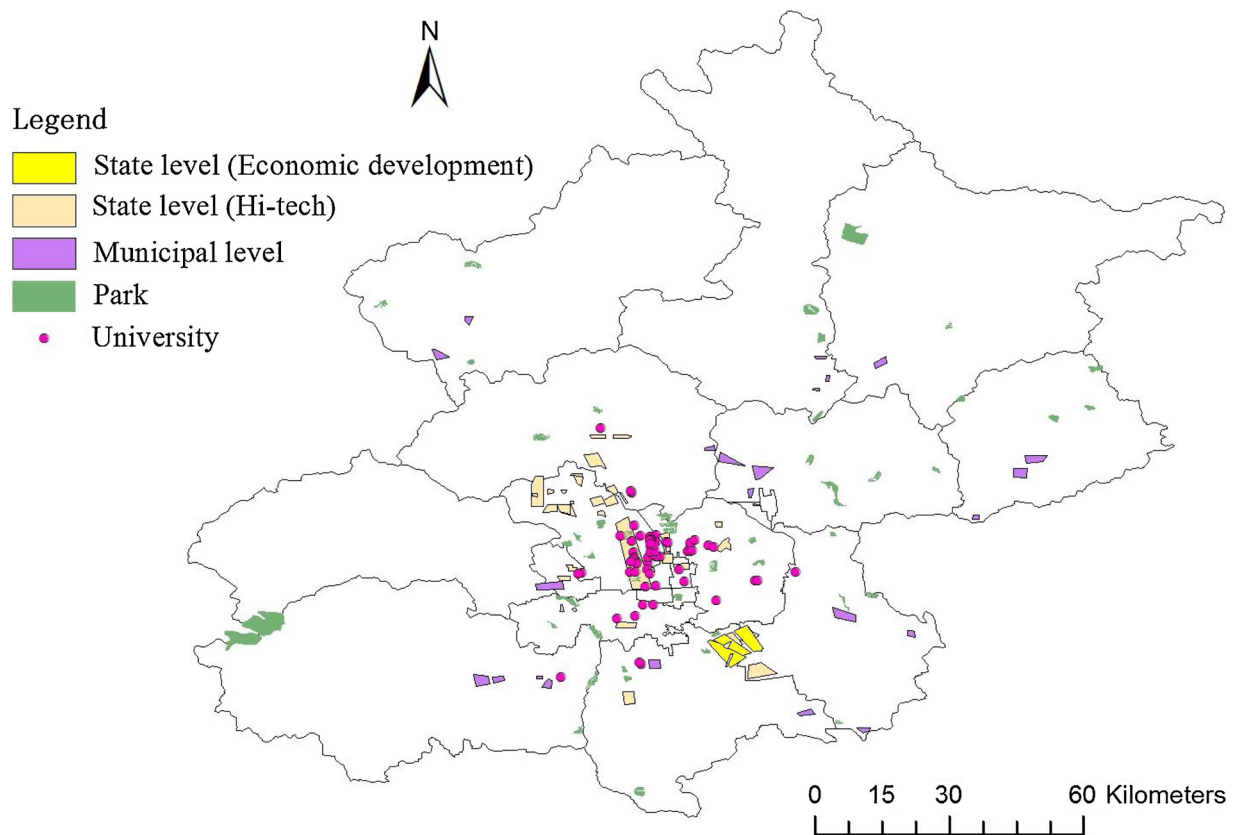 N
Legend
State level (Economic development)
State level (Hi-tech)
Municipal level
Park
University
0 15 30 60 Kilometers